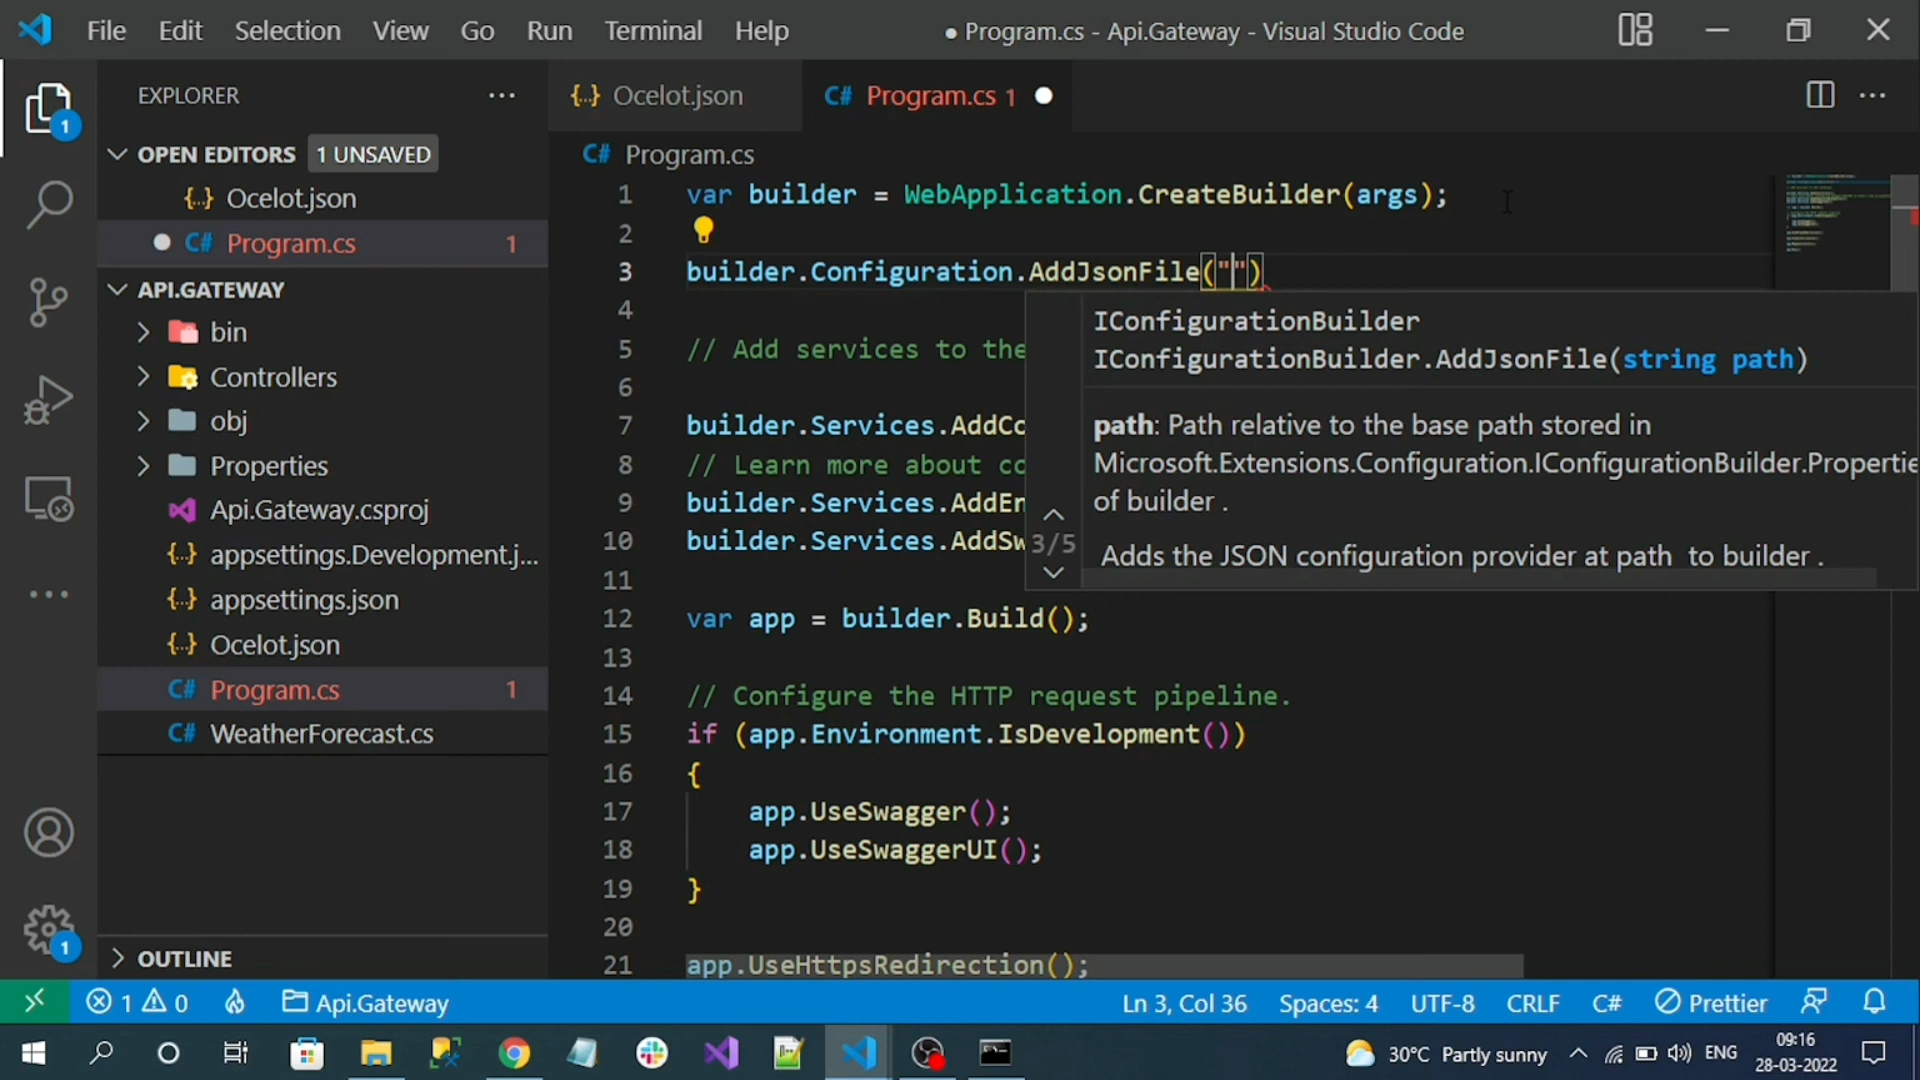 File Edit Selection View Go Run Terminal Help ● Program.cs - Api.Gateway - Visual Studio Code
EXPLORER
OPEN EDITORS 1 UNSAVED
{..} Ocelot.json
C# Program.cs 1
API.GATEWAY
bin
Controllers
obj
Properties
Api.Gateway.csproj
{..} appsettings.Development.j...
{..} appsettings.json
{..} Ocelot.json
C# Program.cs 1
C# WeatherForecast.cs
OUTLINE
1
1
{..} Ocelot.json C# Program.cs 1
C# Program.cs
1 var builder = WebApplication.CreateBuilder(args);
2
3 builder.Configuration.AddJsonFile("")
4
5 // Add services to the
6
7 builder.Services.AddCo
8 // Learn more about co
9 builder.Services.AddEn
10 builder.Services.AddSw
11
12 var app = builder.Build();
13
14 // Configure the HTTP request pipeline.
15 if (app.Environment.IsDevelopment())
16 {
17 app.UseSwagger();
18 app.UseSwaggerUI();
19 }
20
21 app.UseHttpsRedirection();
IConfigurationBuilder
IConfigurationBuilder.AddJsonFile(string path)
path: Path relative to the base path stored in
Microsoft.Extensions.Configuration.IConfigurationBuilder.Propertie
of builder .
3/5
Adds the JSON configuration provider at path to builder .
1 0 Api.Gateway Ln 3, Col 36 Spaces: 4 UTF-8 CRLF C# Prettier
30°C Partly sunny ENG 09:16
28-03-2022